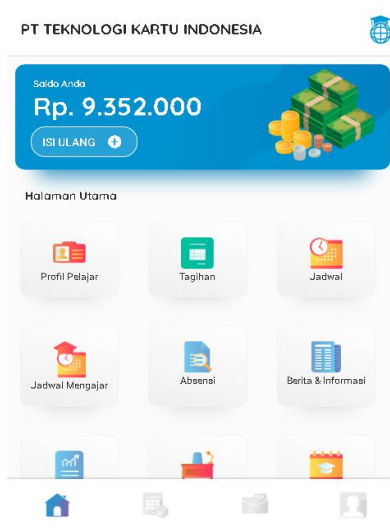 PT TEKNOLOGI KARTU INDONESIA
Saldo Anda
Rp. 9.352.000
ISI ULANG
Halaman Utama
Profil Pelajar
Tagihan
Jadwal
Jadwal Mengajar
Absensi
Berita & Informasi